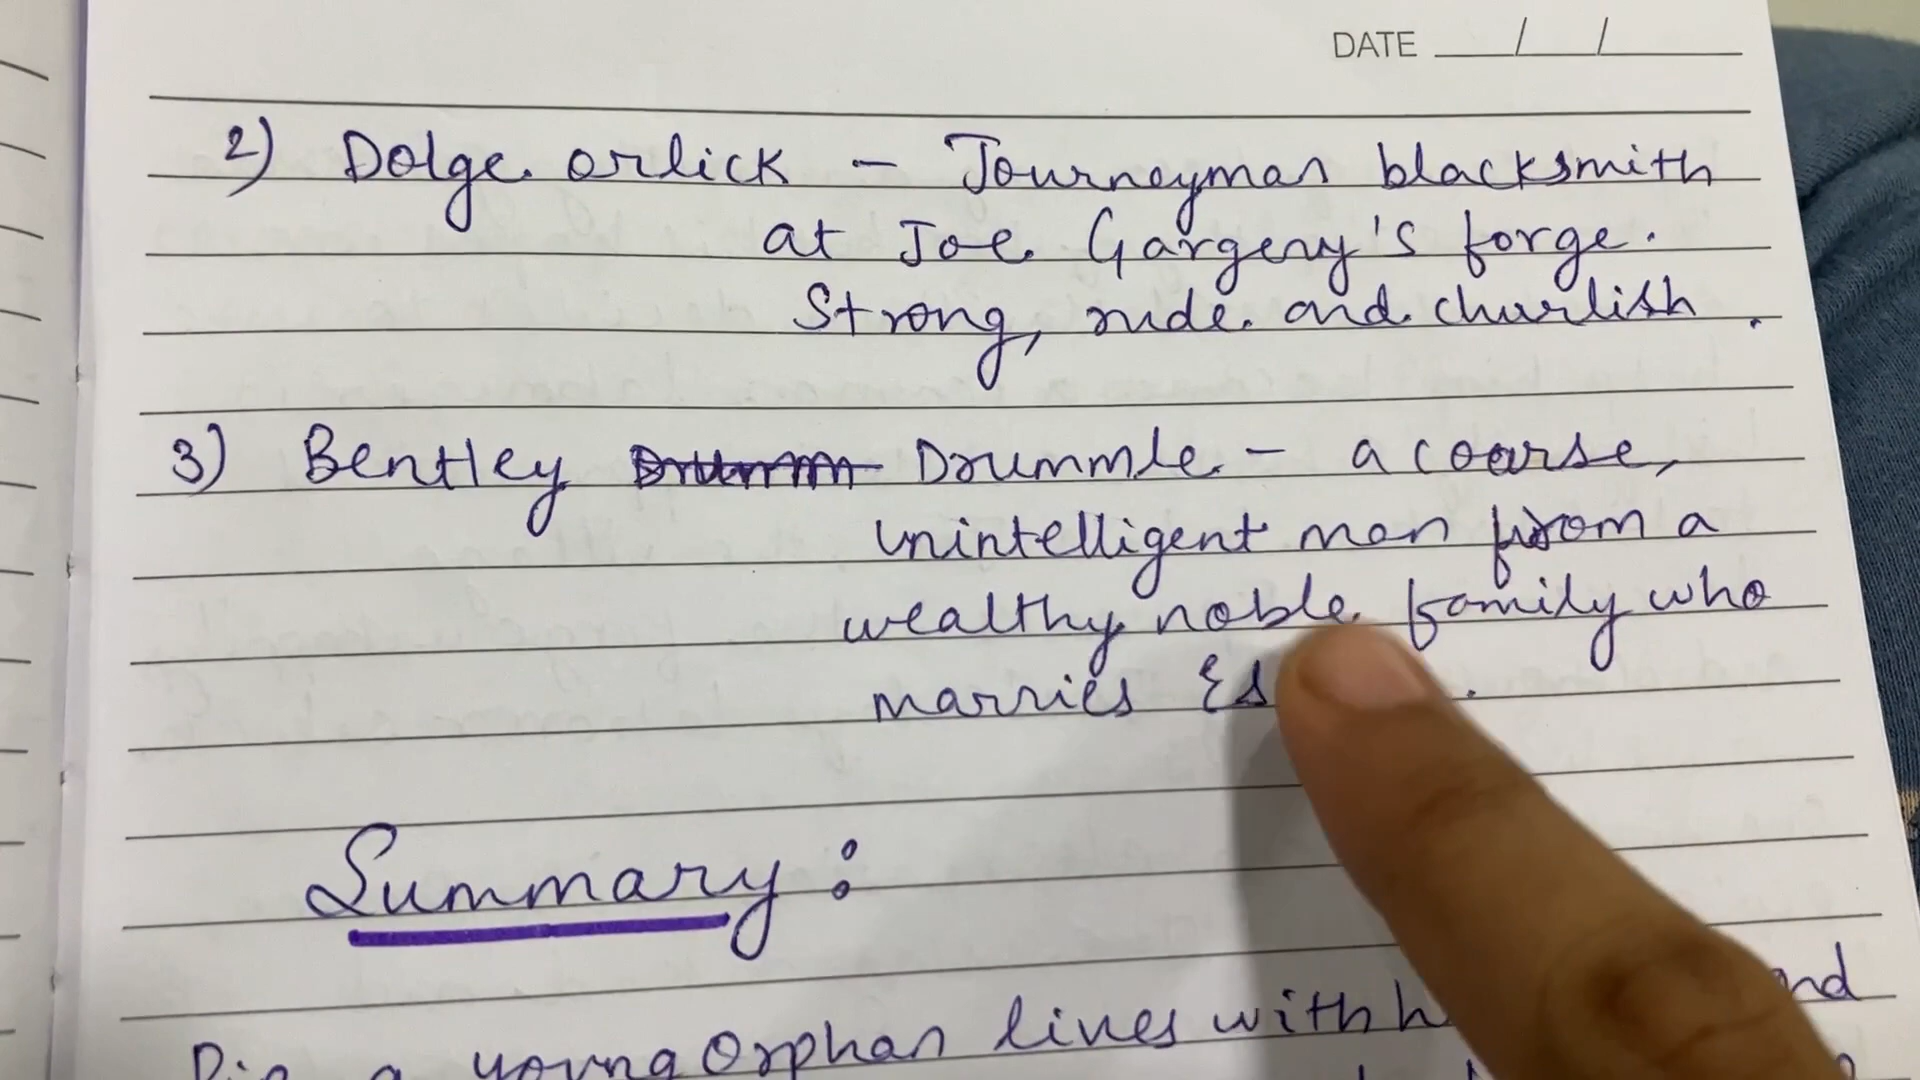 DATE / /
2) Dolge orlick - Journeyman blacksmith
at Joe Gargery's forge.
Strong, rude and churlish.
3) Bentley Drummle - a coarse,
unintelligent man from a
wealthy noble family who
marries
Summary:
a young orphan lives with